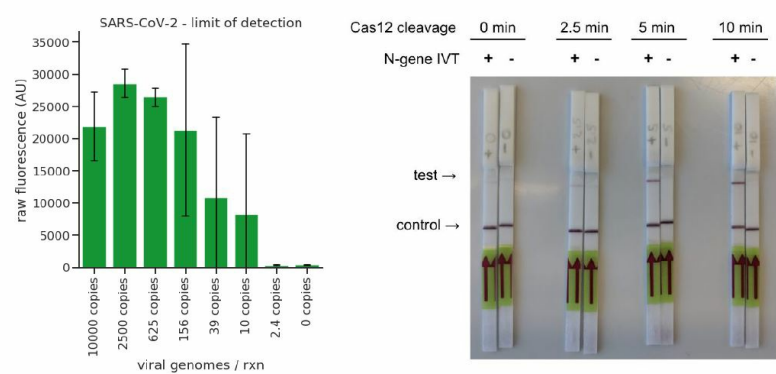 SARS-CoV-2 - limit of detection
raw fluorescence (AU)
35000
30000
25000
20000
15000
10000
5000
0
10000 copies
2500 copies
625 copies
156 copies
39 copies
10 copies
2.4 copies
0 copies
viral genomes / rxn
Cas12 cleavage 0 min 2.5 min 5 min 10 min
N-gene IVT + - + - + - + -
test →
control →